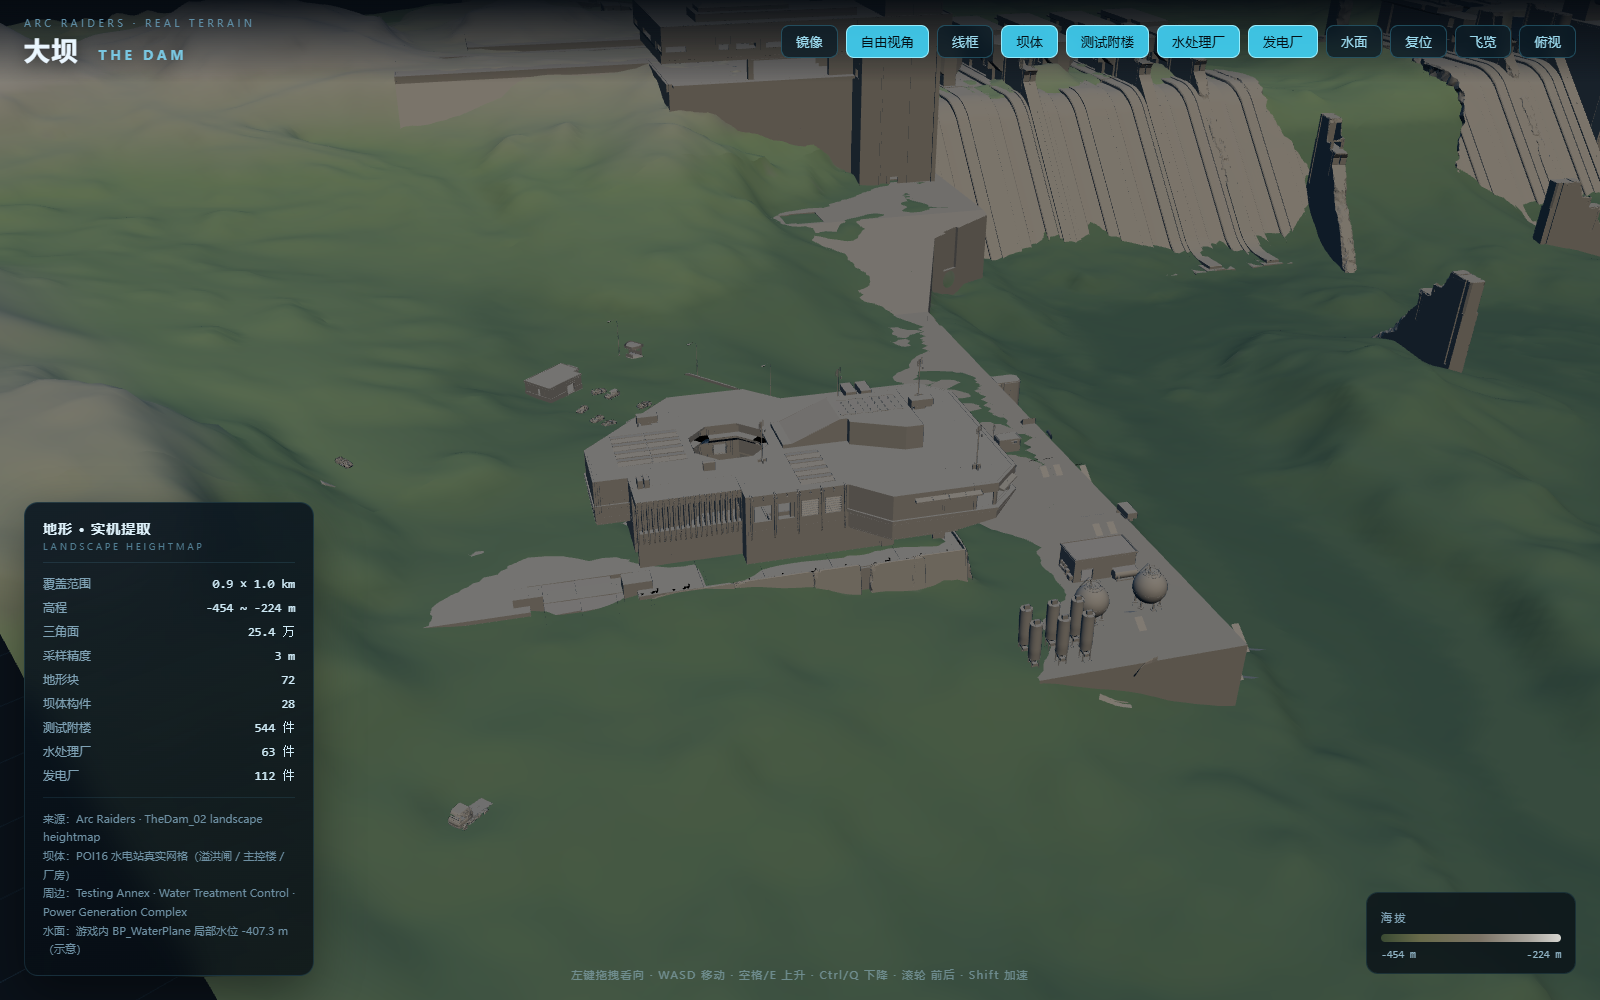 ARC RAIDERS · REAL TERRAIN
大坝 THE DAM
镜像 自由视角 线框 坝体 测试附楼 水处理厂 发电厂 水面 复位 飞览 俯视
地形 • 实机提取
LANDSCAPE HEIGHTMAP
覆盖范围 0.9 × 1.0 km
高程 -454 ~ -224 m
三角面 25.4 万
采样精度 3 m
地形块 72
坝体构件 28
测试附楼 544 件
水处理厂 63 件
发电厂 112 件
来源：Arc Raiders · TheDam_02 landscape
heightmap
坝体：POI16 水电站真实网格（溢洪闸 / 主控楼 /
厂房）
周边：Testing Annex · Water Treatment Control ·
Power Generation Complex
水面：游戏内 BP_WaterPlane 局部水位 -407.3 m
（示意）
海拔
-454 m -224 m
左键拖拽看向 · WASD 移动 · 空格/E 上升 · Ctrl/Q 下降 · 滚轮 前后 · Shift 加速